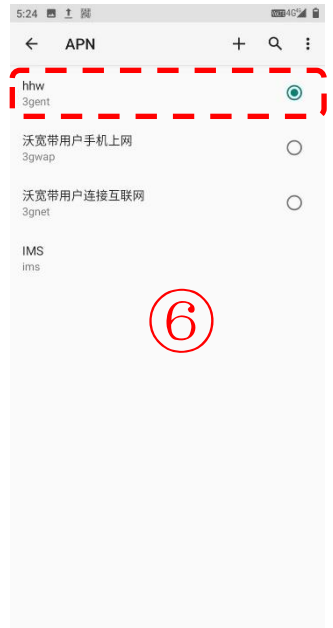 5:24
4G
APN
hhw
3gent
沃宽带用户手机上网
3gwap
沃宽带用户连接互联网
3gnet
IMS
ims
⑥